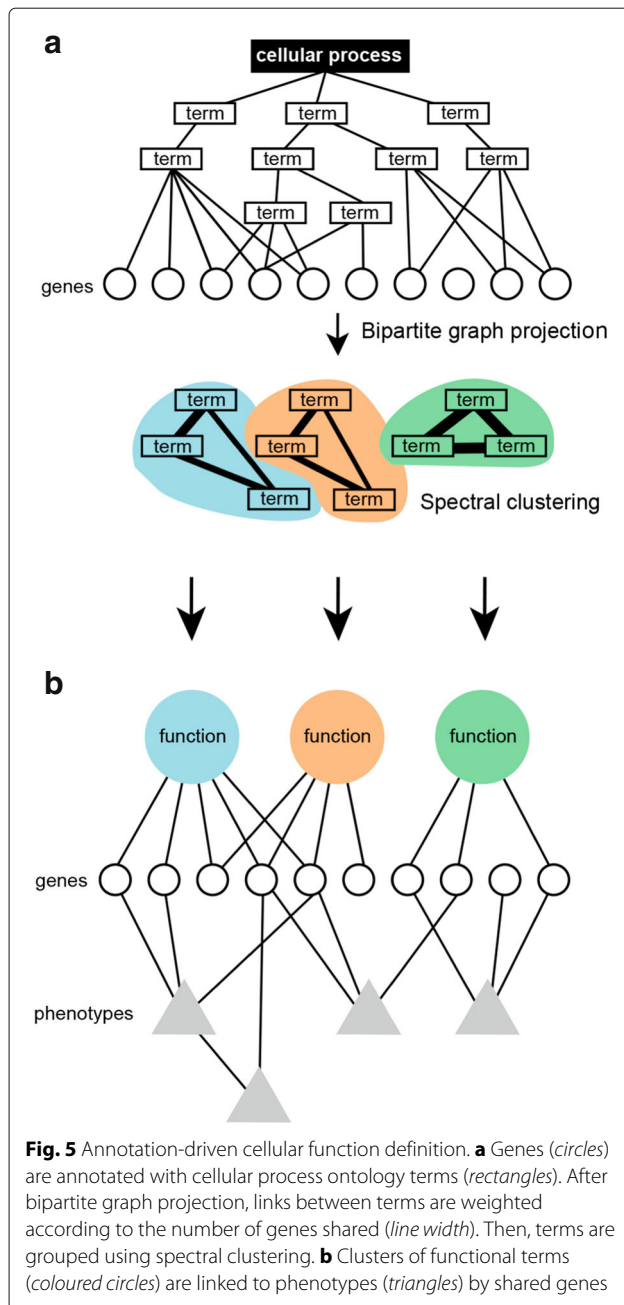 a
cellular process
term term term
term term term term
term term
genes
Bipartite graph projection
term term term
term term term term
term term
Spectral clustering
b
function function function
genes
phenotypes
Fig. 5 Annotation-driven cellular function definition. a Genes (circles)
are annotated with cellular process ontology terms (rectangles). After
bipartite graph projection, links between terms are weighted
according to the number of genes shared (line width). Then, terms are
grouped using spectral clustering. b Clusters of functional terms
(coloured circles) are linked to phenotypes (triangles) by shared genes